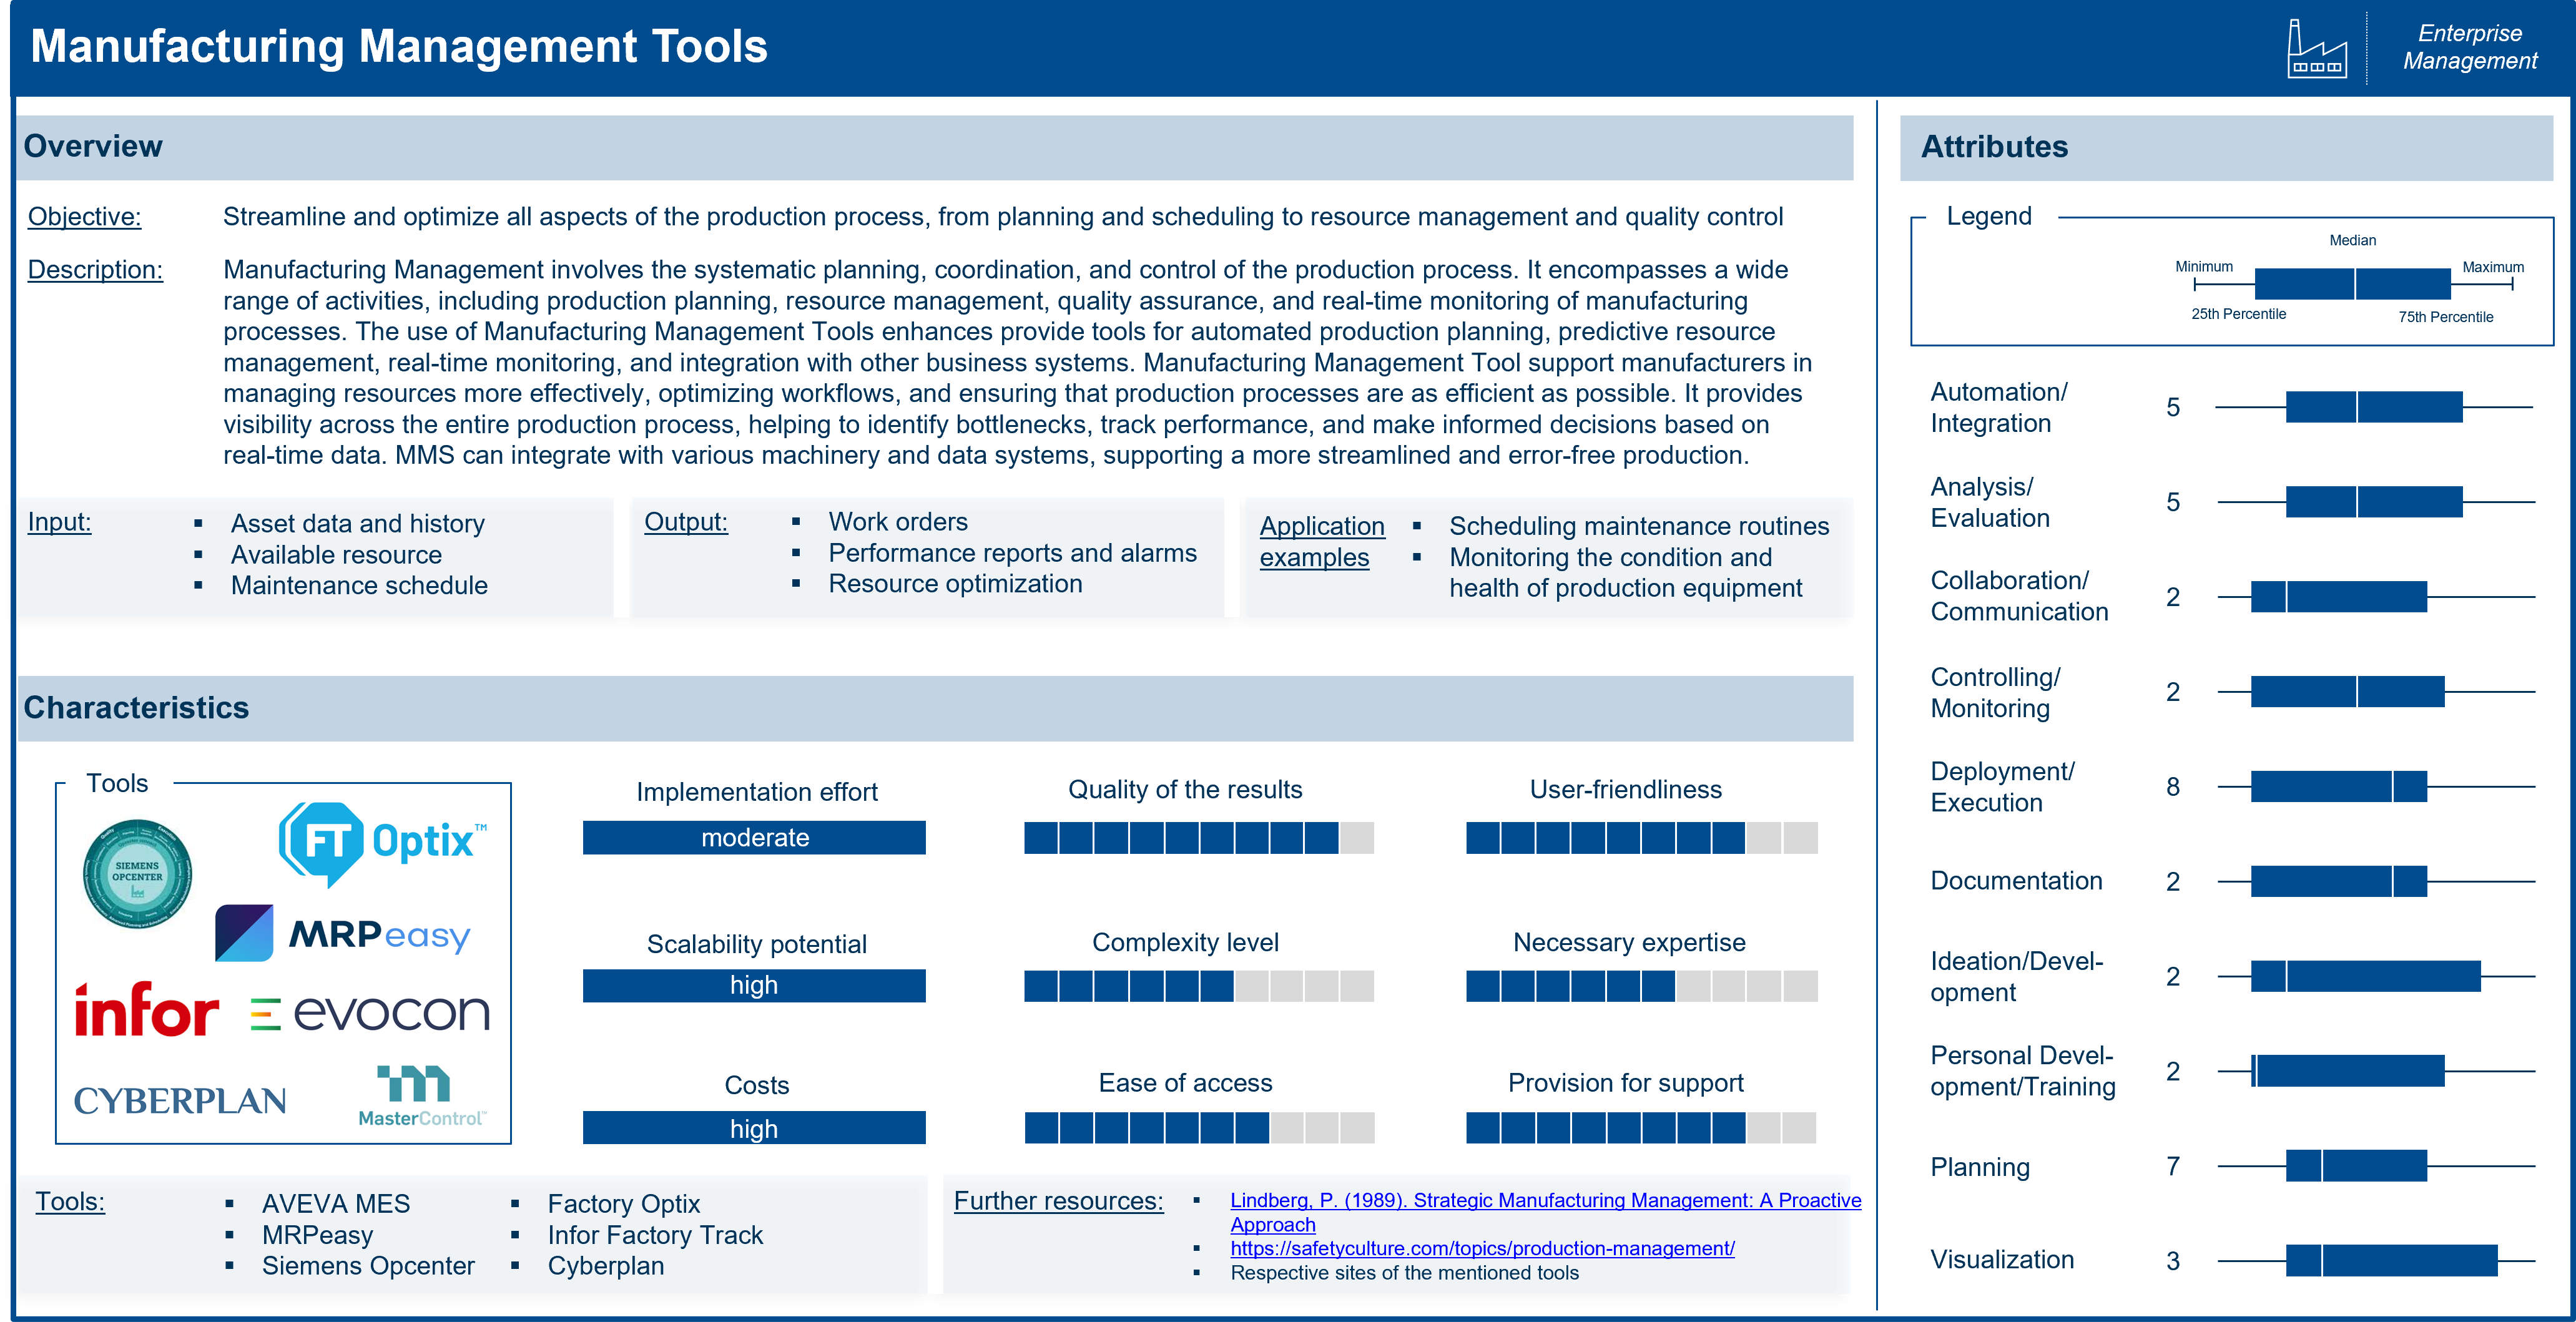 Manufacturing Management Tools
Enterprise
Management
Overview
Objective:
Streamline and optimize all aspects of the production process, from planning and scheduling to resource management and quality control
Description:
Manufacturing Management involves the systematic planning, coordination, and control of the production process. It encompasses a wide
range of activities, including production planning, resource management, quality assurance, and real-time monitoring of manufacturing
processes. The use of Manufacturing Management Tools enhances provide tools for automated production planning, predictive resource
management, real-time monitoring, and integration with other business systems. Manufacturing Management Tool support manufacturers in
managing resources more effectively, optimizing workflows, and ensuring that production processes are as efficient as possible. It provides
visibility across the entire production process, helping to identify bottlenecks, track performance, and make informed decisions based on
real-time data. MMS can integrate with various machinery and data systems, supporting a more streamlined and error-free production.
Input:
▪ Asset data and history
▪ Available resource
▪ Maintenance schedule
Output:
▪ Work orders
▪ Performance reports and alarms
▪ Resource optimization
Application
examples
▪ Scheduling maintenance routines
▪ Monitoring the condition and
health of production equipment
Characteristics
Tools
SIEMENS
OPCENTER
FT Optix™
MRPeasy
infor
evocon
CYBERPLAN
MasterControl™
Implementation effort
moderate
Quality of the results
User-friendliness
Scalability potential
high
Complexity level
Necessary expertise
Costs
high
Ease of access
Provision for support
Tools:
▪ AVEVA MES
▪ MRPeasy
▪ Siemens Opcenter
▪ Factory Optix
▪ Infor Factory Track
▪ Cyberplan
Further resources:
▪ Lindberg, P. (1989). Strategic Manufacturing Management: A Proactive
Approach
▪ https://safetyculture.com/topics/production-management/
▪ Respective sites of the mentioned tools
Attributes
Legend
Median
Minimum
Maximum
25th Percentile
75th Percentile
Automation/
Integration
5
Analysis/
Evaluation
5
Collaboration/
Communication
2
Controlling/
Monitoring
2
Deployment/
Execution
8
Documentation
2
Ideation/Devel-
opment
2
Personal Devel-
opment/Training
2
Planning
7
Visualization
3